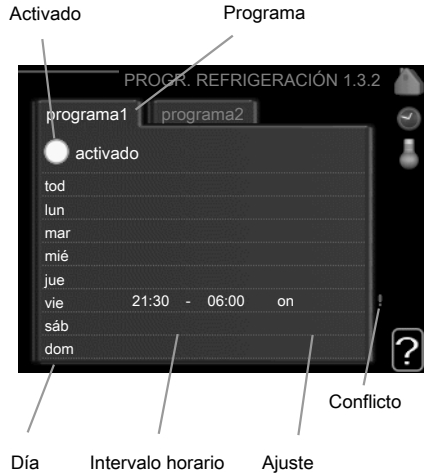 Activado Programa
PROGR. REFRIGERACIÓN 1.3.2
programa1 programa2
activado
tod
lun
mar
mié
jue
vie 21:30 - 06:00 on !
sáb
dom
?
Conflicto
Día Intervalo horario Ajuste